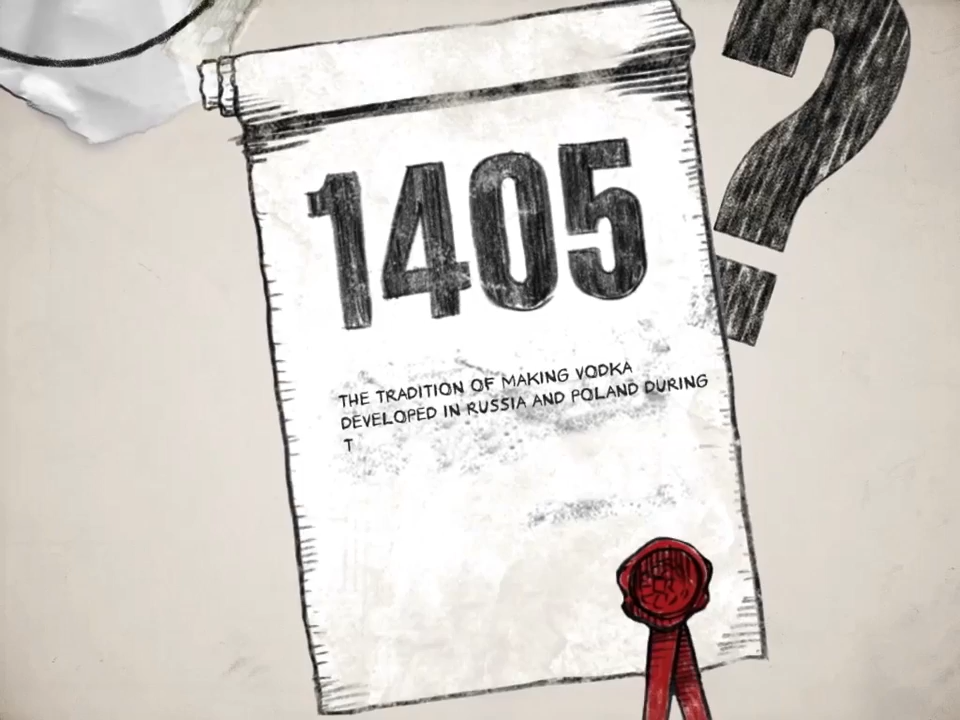 1405
THE TRADITION OF MAKING VODKA
DEVELOPED IN RUSSIA AND POLAND DURING
T
?